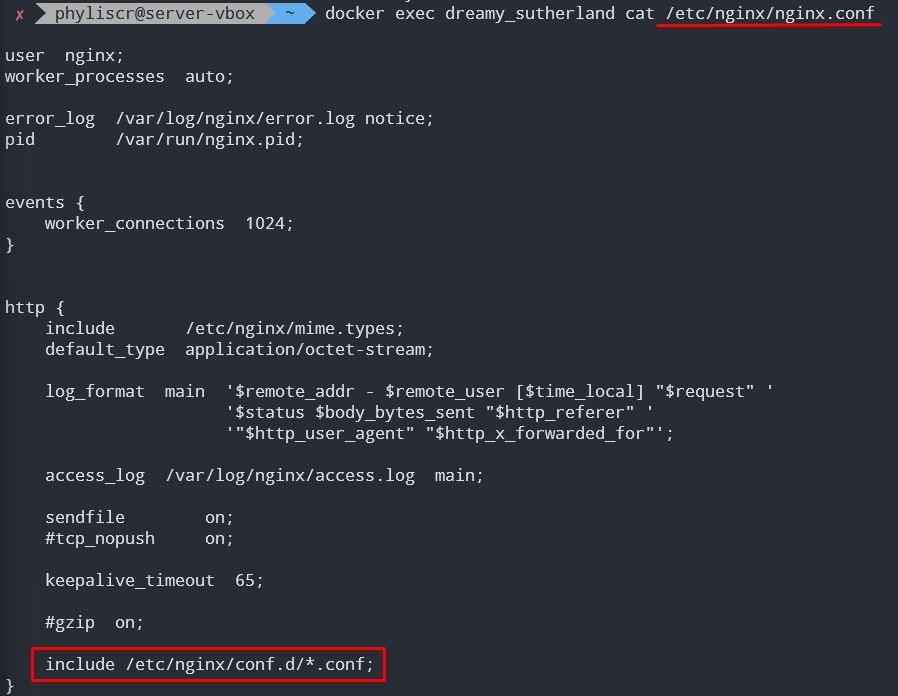 ✗ phyliscr@server-vbox ~ docker exec dreamy_sutherland cat /etc/nginx/nginx.conf
user  nginx;
worker_processes  auto;
error_log  /var/log/nginx/error.log notice;
pid        /var/run/nginx.pid;
events {
    worker_connections  1024;
}
http {
    include       /etc/nginx/mime.types;
    default_type  application/octet-stream;
    log_format  main  '$remote_addr - $remote_user [$time_local] "$request" '
                      '$status $body_bytes_sent "$http_referer" '
                      '"$http_user_agent" "$http_x_forwarded_for"';
    access_log  /var/log/nginx/access.log  main;
    sendfile        on;
    #tcp_nopush     on;
    keepalive_timeout  65;
    #gzip  on;
    include /etc/nginx/conf.d/*.conf;
}